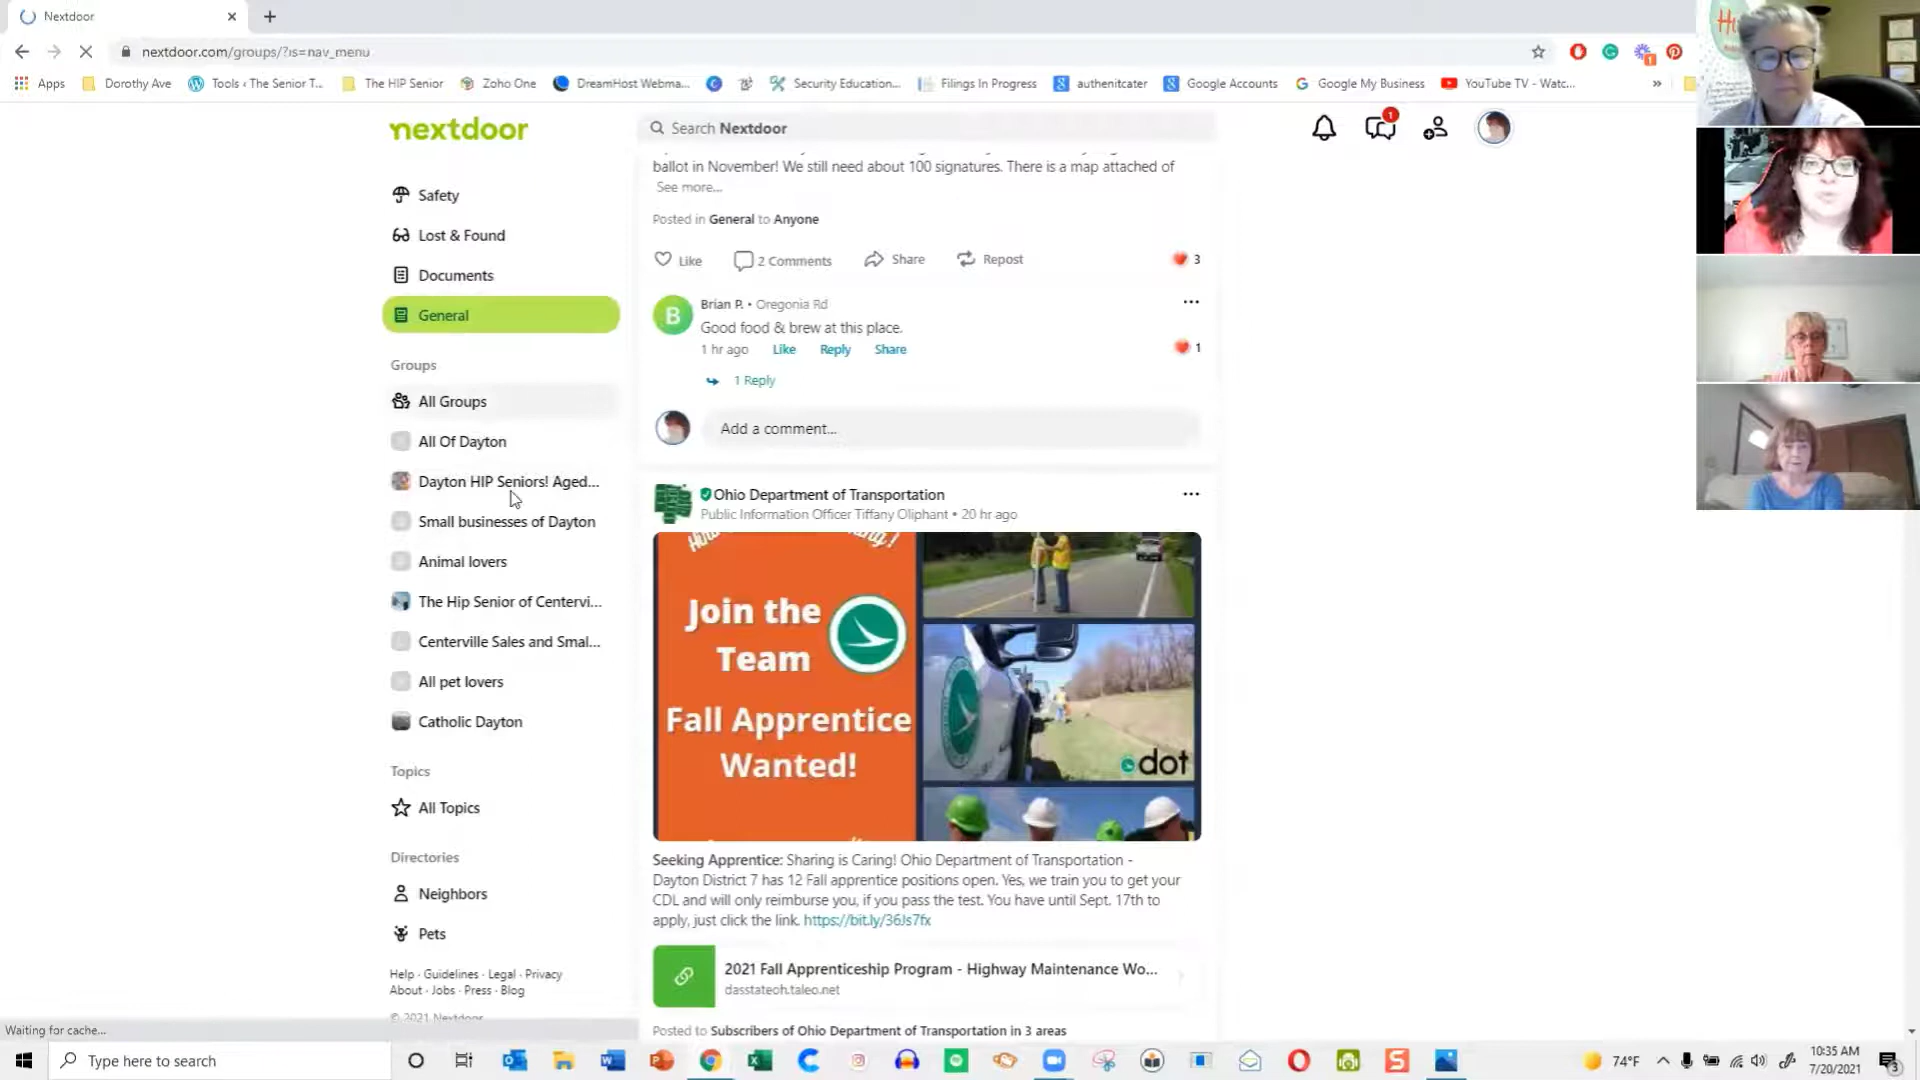 Nextdoor
nextdoor.com/groups/?is=nav_menu
Apps
Dorothy Ave
Tools ‹ The Senior T...
The HIP Senior
Zoho One
DreamHost Webma...
Security Education...
Filings In Progress
authenitcater
Google Accounts
Google My Business
YouTube TV - Watc...
»
nextdoor
Search Nextdoor
1
ballot in November! We still need about 100 signatures. There is a map attached of
See more...
Posted in General to Anyone
Like
2 Comments
Share
Repost
3
B
Brian P. • Oregonia Rd
Good food & brew at this place.
1 hr ago Like Reply Share
1
1 Reply
Add a comment...
Safety
Lost & Found
Documents
General
Groups
All Groups
All Of Dayton
Dayton HIP Seniors! Aged...
Small businesses of Dayton
Animal lovers
The Hip Senior of Centervi...
Centerville Sales and Smal...
All pet lovers
Catholic Dayton
Topics
All Topics
Directories
Neighbors
Pets
Help · Guidelines · Legal · Privacy
About · Jobs · Press · Blog
© 2021 Nextdoor
Ohio Department of Transportation
Public Information Officer Tiffany Oliphant • 20 hr ago
Join the
Team
Fall Apprentice
Wanted!
dot
Seeking Apprentice: Sharing is Caring! Ohio Department of Transportation -
Dayton District 7 has 12 Fall apprentice positions open. Yes, we train you to get your
CDL and will only reimburse you, if you pass the test. You have until Sept. 17th to
apply, just click the link. https://bit.ly/36Js7fx
2021 Fall Apprenticeship Program - Highway Maintenance Wo...
dasstateoh.taleo.net
Posted to Subscribers of Ohio Department of Transportation in 3 areas
Waiting for cache...
Type here to search
74°F
10:35 AM
7/20/2021
3